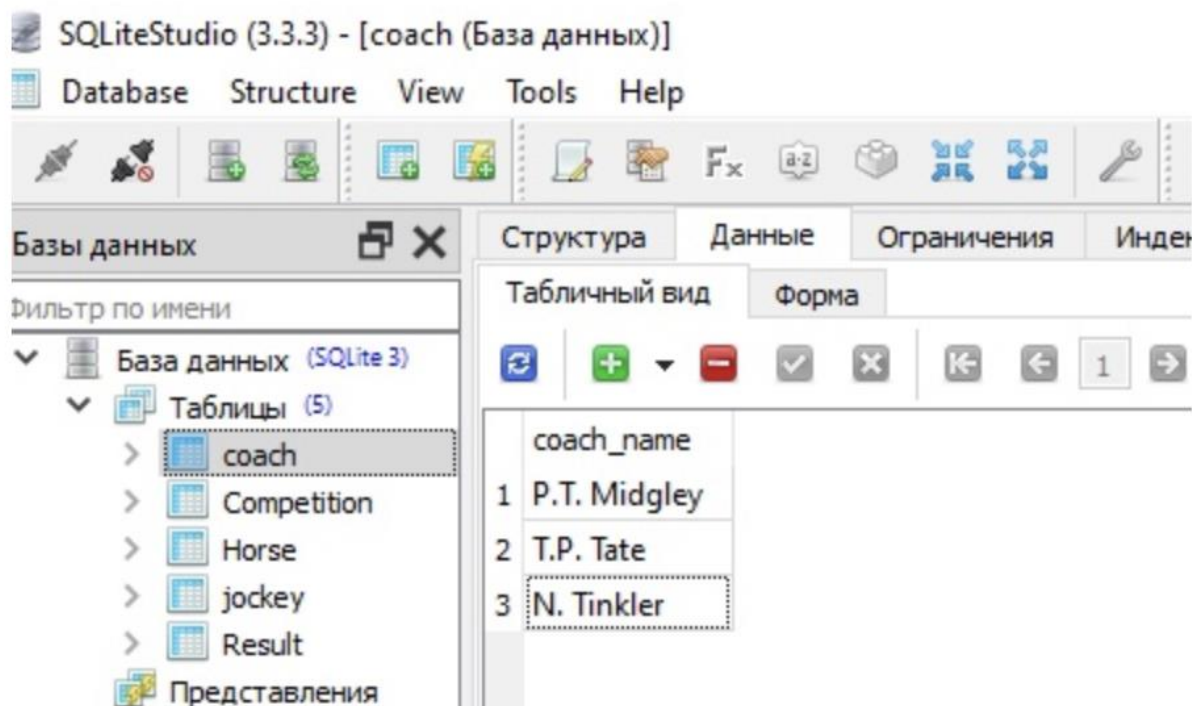 SQLiteStudio (3.3.3) - [coach (База данных)]
Database Structure View Tools Help
Fx a-z
Базы данных
Структура Данные Ограничения Индек
Фильтр по имени
Табличный вид Форма
База данных (SQLite 3)
1
Таблицы (5)
coach
Competition
Horse
jockey
Result
Представления
coach_name
1 P.T. Midgley
2 T.P. Tate
3 N. Tinkler